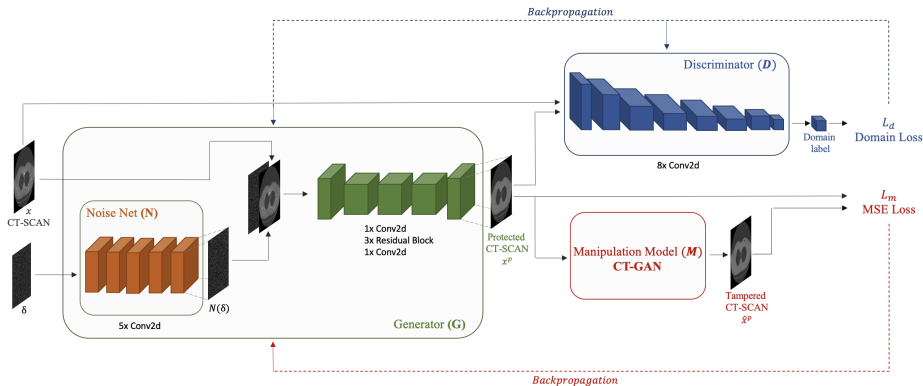 Backpropagation
Discriminator (D)
8x Conv2d
Domain
label
L_d
Domain Loss
x
CT-SCAN
Noise Net (N)
5x Conv2d
δ
N(δ)
1x Conv2d
3x Residual Block
1x Conv2d
Generator (G)
Protected
CT-SCAN
x^p
Manipulation Model (M)
CT-GAN
Tampered
CT-SCAN
x̂^p
L_m
MSE Loss
Backpropagation